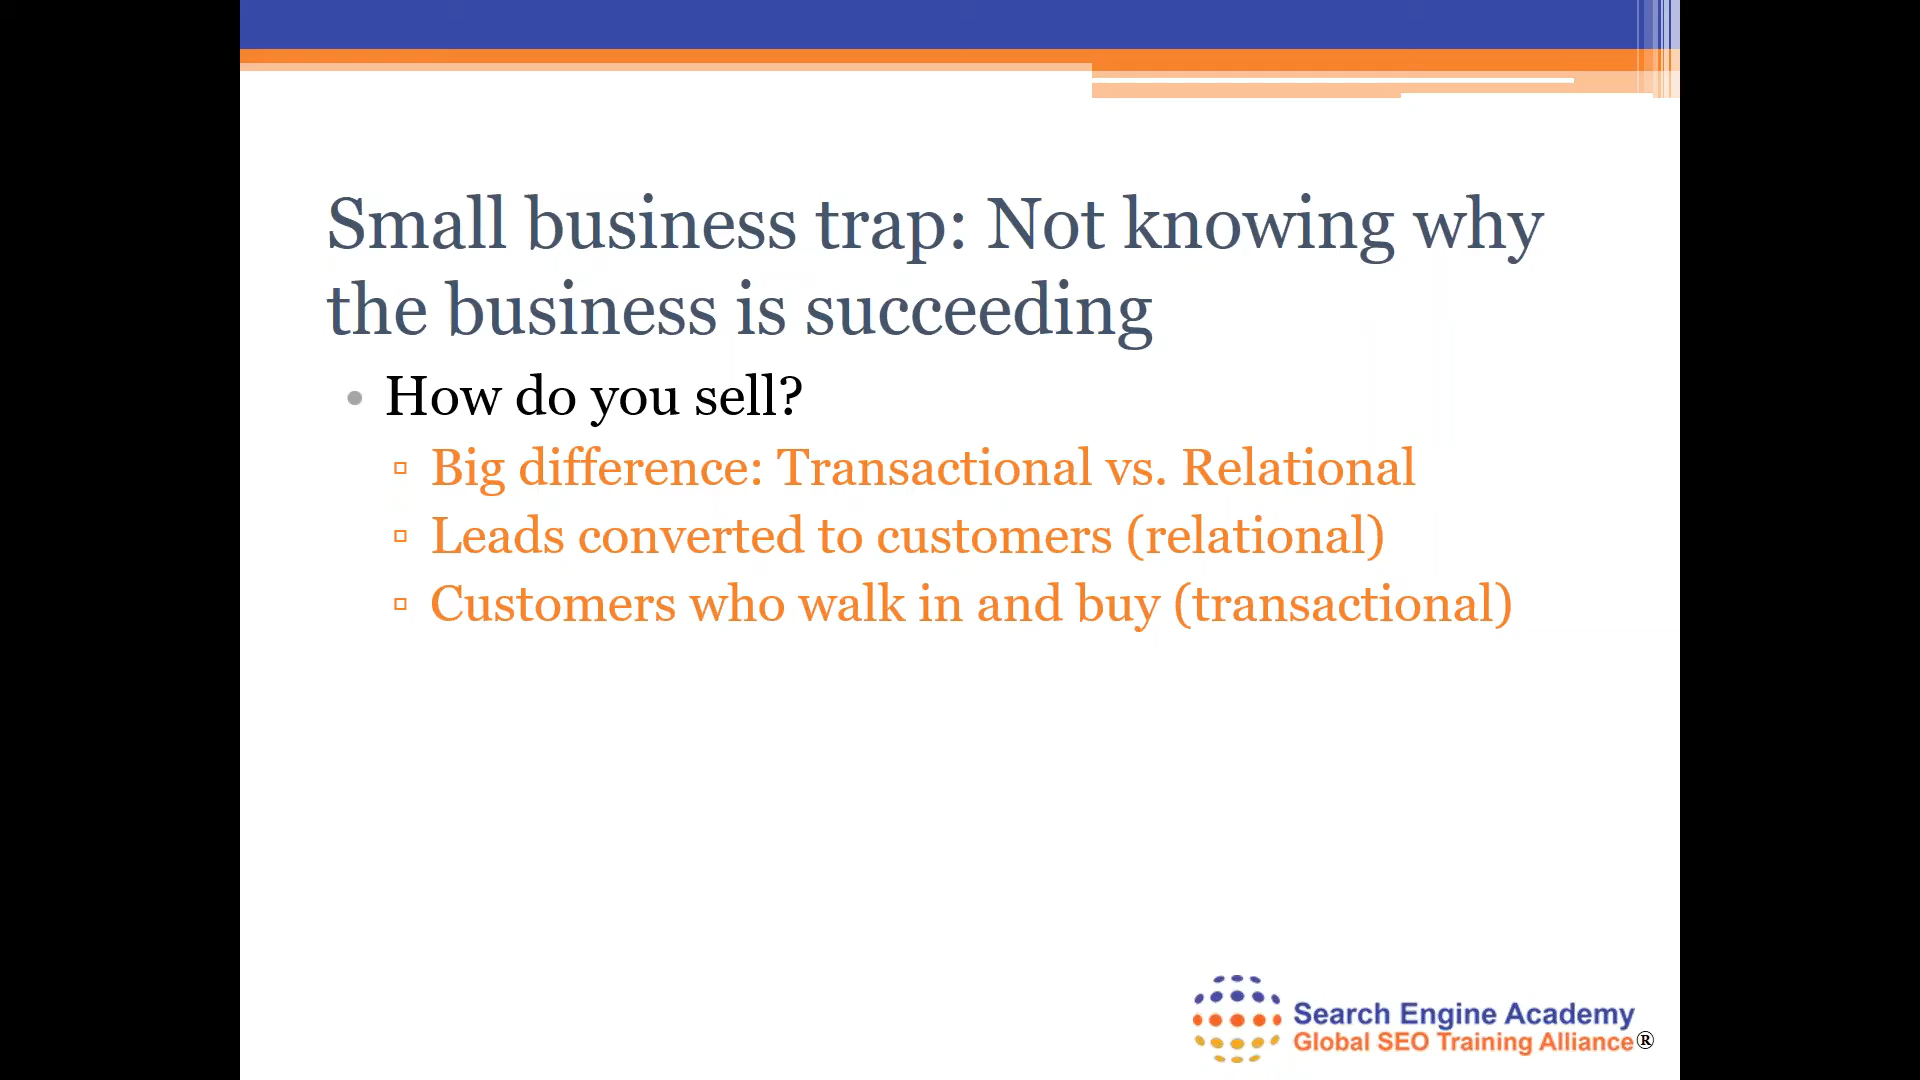 Small business trap: Not knowing why
the business is succeeding
• How do you sell?
▫ Big difference: Transactional vs. Relational
▫ Leads converted to customers (relational)
▫ Customers who walk in and buy (transactional)
Search Engine Academy
Global SEO Training Alliance®